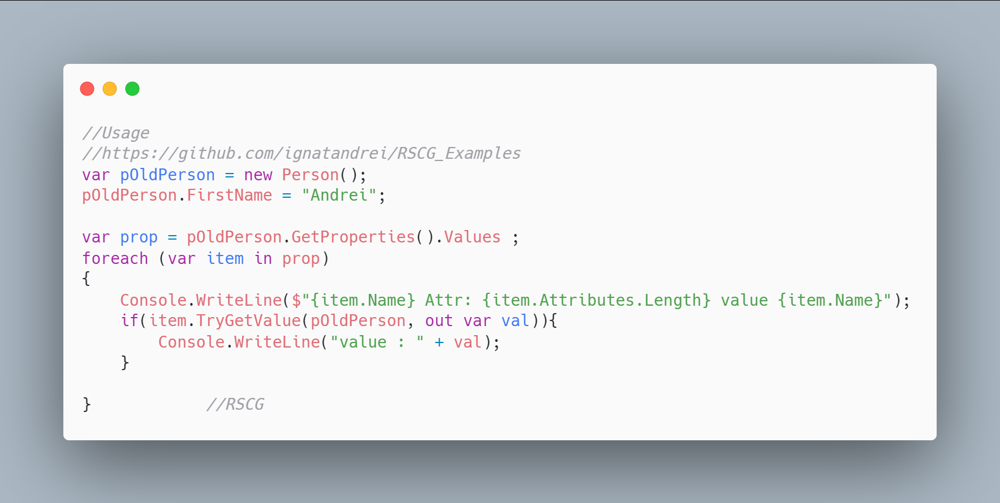 //Usage
//https://github.com/ignatandrei/RSCG_Examples
var pOldPerson = new Person();
pOldPerson.FirstName = "Andrei";

var prop = pOldPerson.GetProperties().Values ;
foreach (var item in prop)
{
    Console.WriteLine($"{item.Name} Attr: {item.Attributes.Length} value {item.Name}");
    if(item.TryGetValue(pOldPerson, out var val)){
        Console.WriteLine("value : " + val);
    }

}            //RSCG